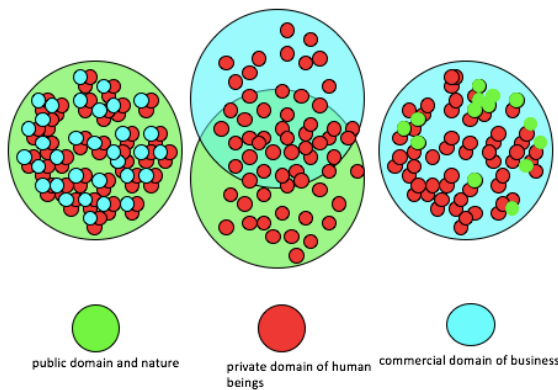 public domain and nature
private domain of human
beings
commercial domain of business